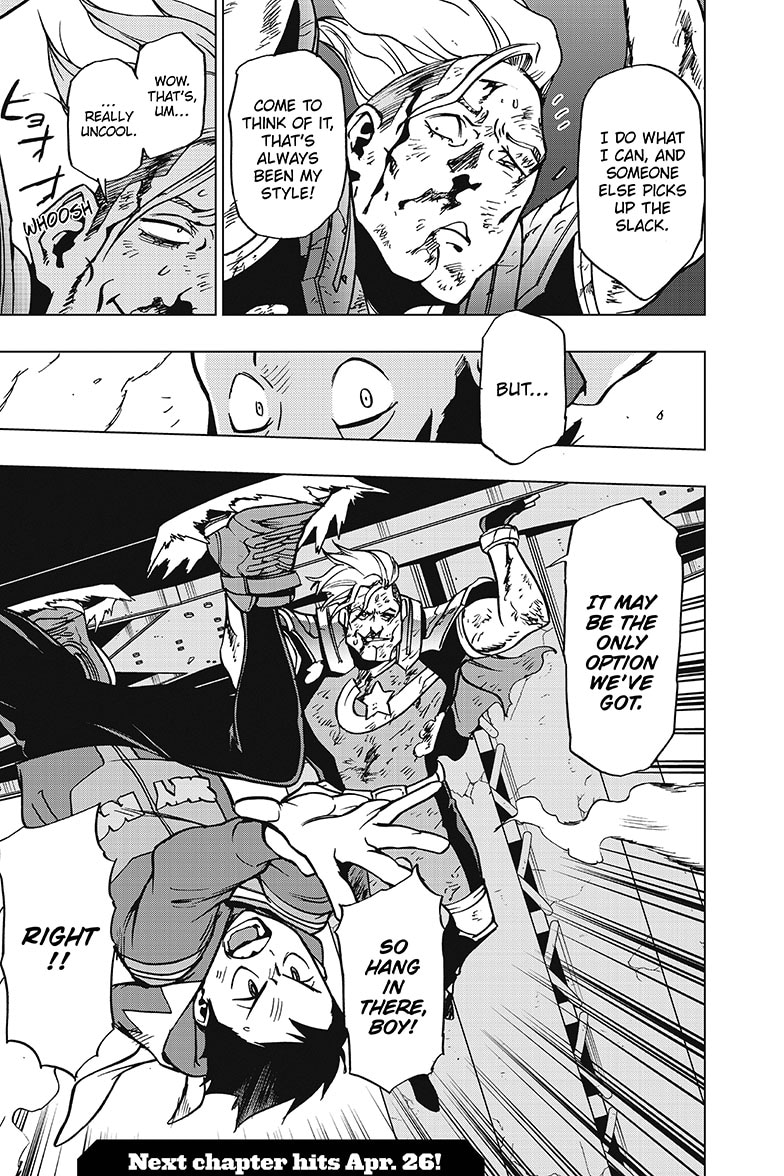 I DO WHAT
I CAN, AND
SOMEONE
ELSE PICKS
UP THE
SLACK.
COME TO
THINK OF IT,
THAT'S
ALWAYS
BEEN MY
STYLE!
WOW.
THAT'S,
UM...
...
REALLY
UNCOOL.
ヒョオ
WHOOSH
BUT...
IT MAY
BE THE
ONLY
OPTION
WE'VE
GOT.
SO
HANG
IN
THERE,
BOY!
RIGHT
!!
Next chapter hits Apr. 26!